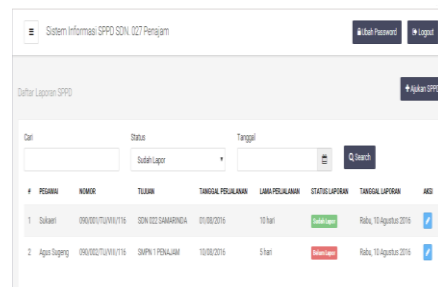 Sistem Informasi SPPD SDN. 027 Penajam
Ubah Password
Logout
Daftar Laporan SPPD
Ajukan SPPD
Cari Status Tanggal
Sudah Lapor
Search
# PEGAWAI NOMOR TUJUAN TANGGAL PERJALANAN LAMA PERJALANAN STATUS LAPORAN TANGGAL LAPORAN AKSI
1 Sukaeri 090/001/TU/VIII/116 SDN 022 SAMARINDA 01/08/2016 10 hari Sudah Lapor Rabu, 10 Agustus 2016
2 Agus Sugeng 090/002/TU/VIII/116 SMPN 1 PENAJAM 10/08/2016 5 hari Belum Lapor Rabu, 10 Agustus 2016